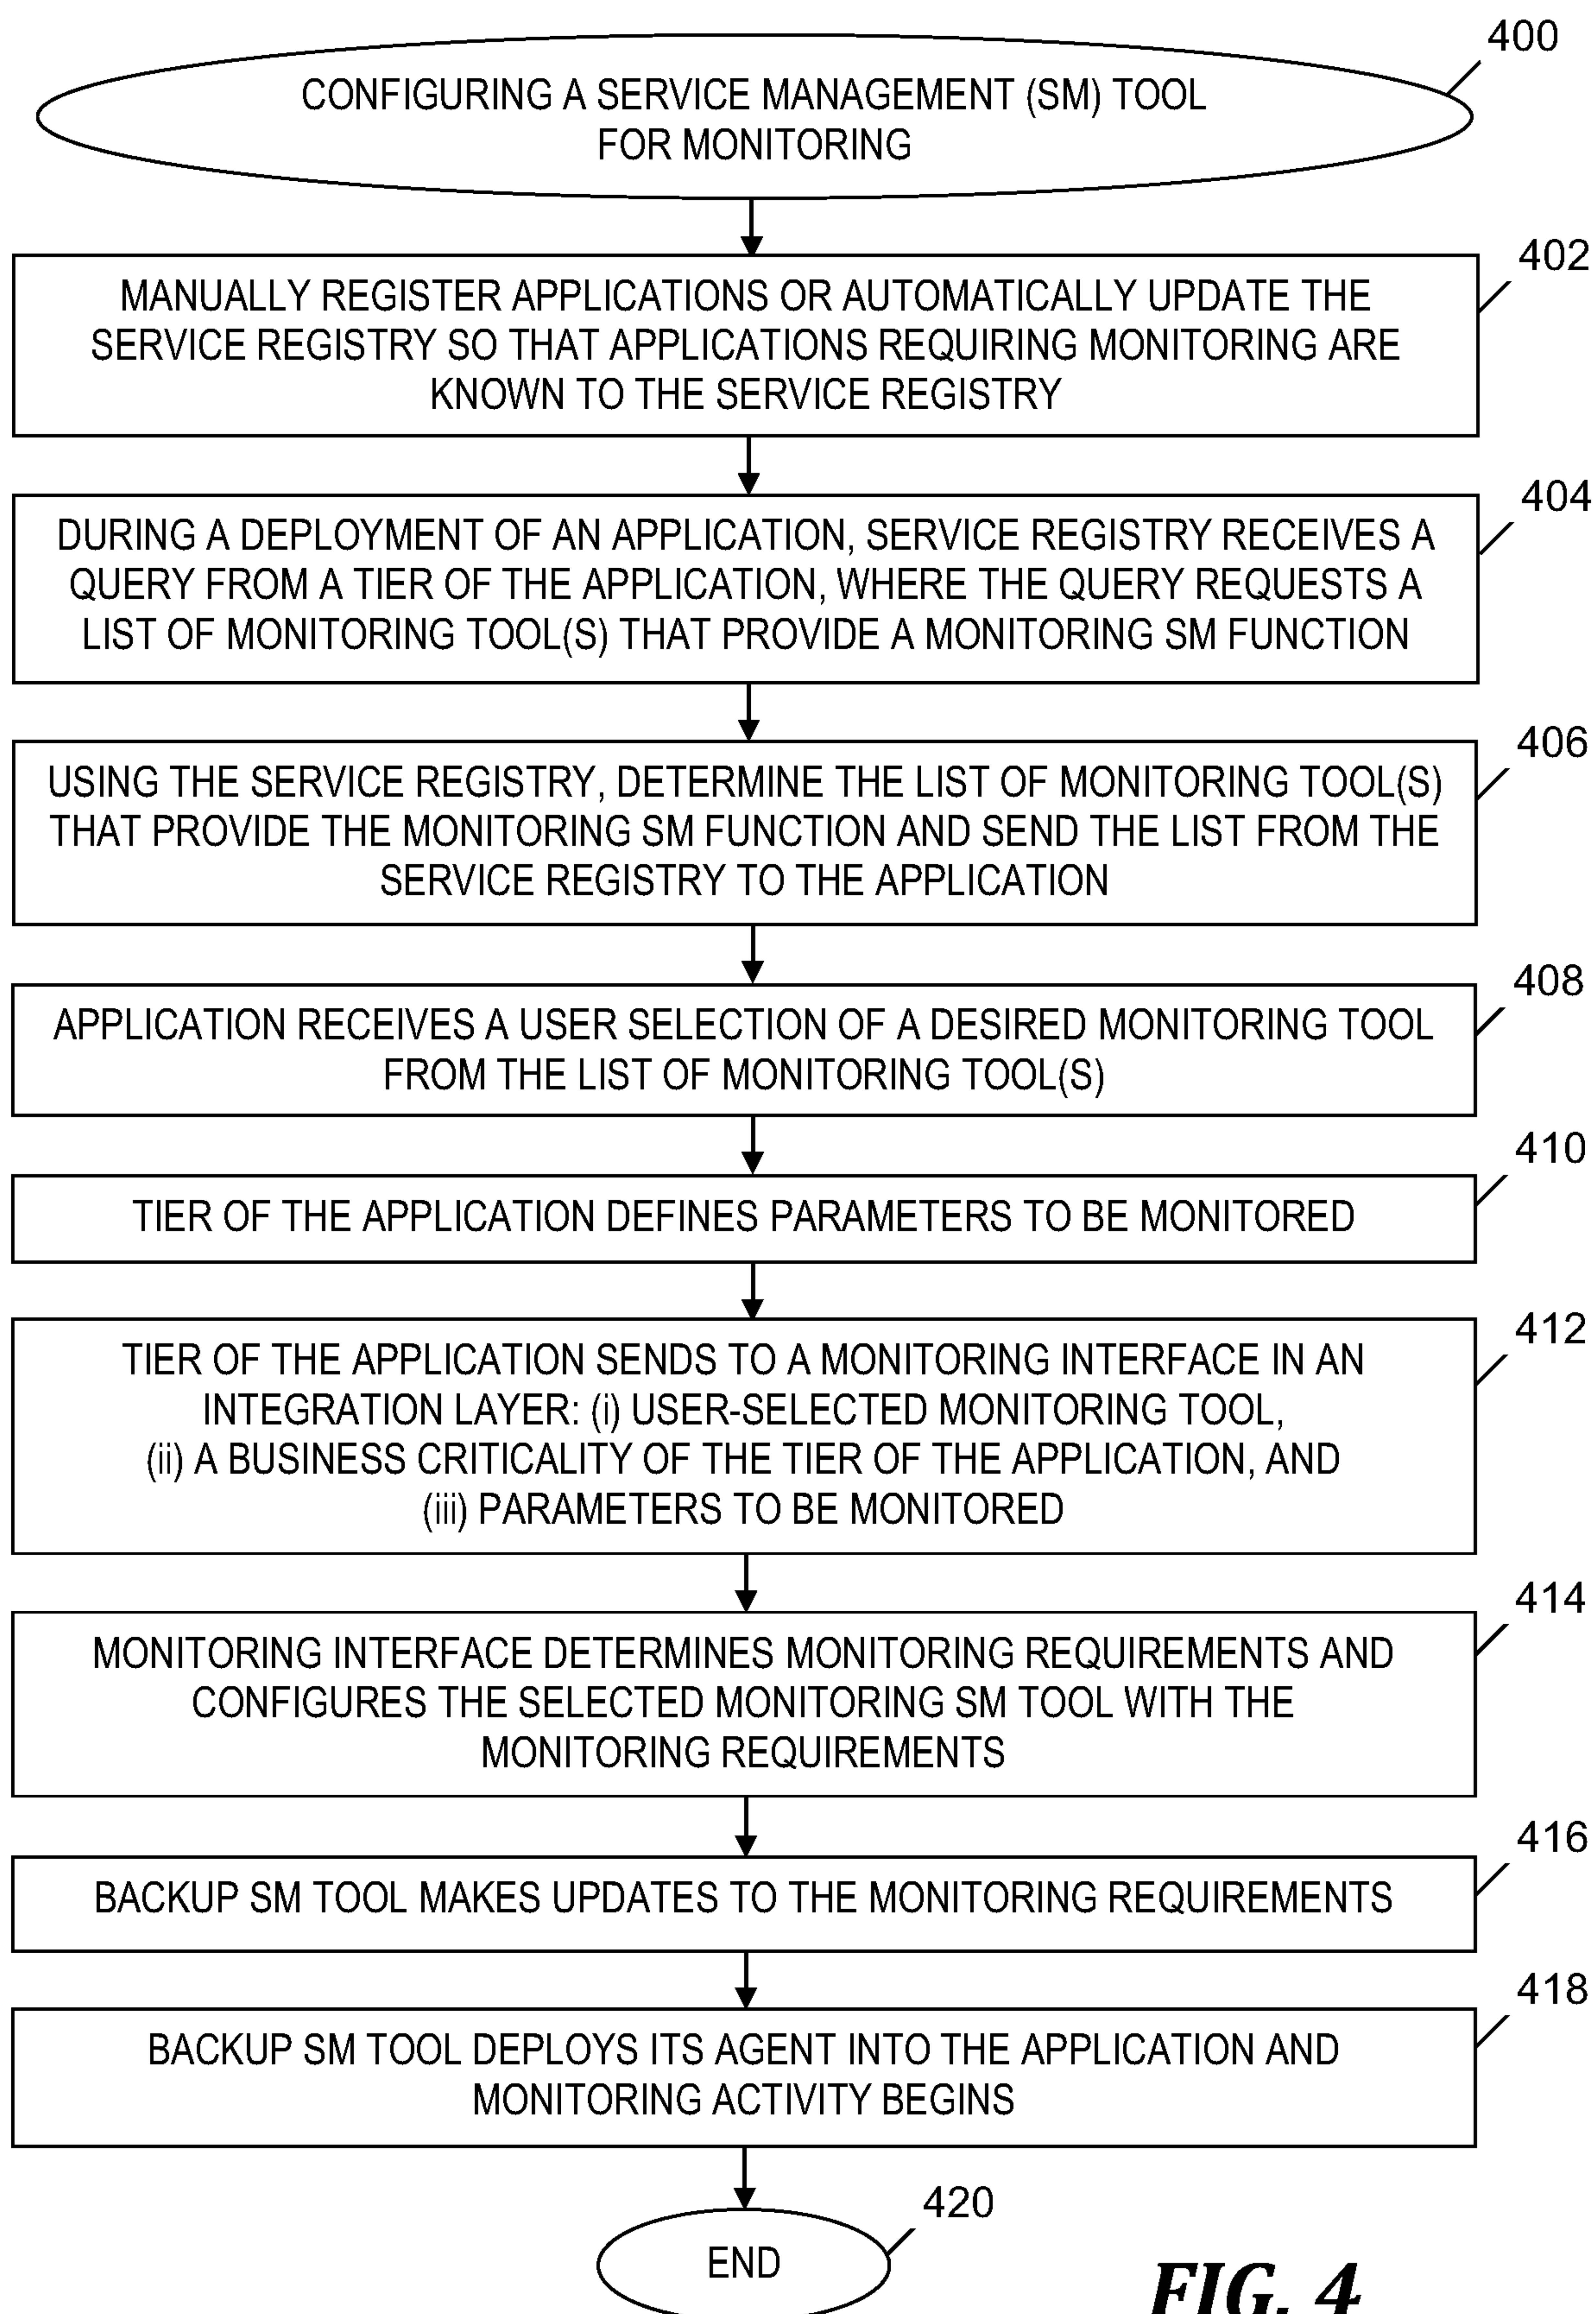 400
CONFIGURING A SERVICE MANAGEMENT (SM) TOOL
FOR MONITORING
402
MANUALLY REGISTER APPLICATIONS OR AUTOMATICALLY UPDATE THE
SERVICE REGISTRY SO THAT APPLICATIONS REQUIRING MONITORING ARE
KNOWN TO THE SERVICE REGISTRY
404
DURING A DEPLOYMENT OF AN APPLICATION, SERVICE REGISTRY RECEIVES A
QUERY FROM A TIER OF THE APPLICATION, WHERE THE QUERY REQUESTS A
LIST OF MONITORING TOOL(S) THAT PROVIDE A MONITORING SM FUNCTION
406
USING THE SERVICE REGISTRY, DETERMINE THE LIST OF MONITORING TOOL(S)
THAT PROVIDE THE MONITORING SM FUNCTION AND SEND THE LIST FROM THE
SERVICE REGISTRY TO THE APPLICATION
408
APPLICATION RECEIVES A USER SELECTION OF A DESIRED MONITORING TOOL
FROM THE LIST OF MONITORING TOOL(S)
410
TIER OF THE APPLICATION DEFINES PARAMETERS TO BE MONITORED
412
TIER OF THE APPLICATION SENDS TO A MONITORING INTERFACE IN AN
INTEGRATION LAYER: (i) USER-SELECTED MONITORING TOOL,
(ii) A BUSINESS CRITICALITY OF THE TIER OF THE APPLICATION, AND
(iii) PARAMETERS TO BE MONITORED
414
MONITORING INTERFACE DETERMINES MONITORING REQUIREMENTS AND
CONFIGURES THE SELECTED MONITORING SM TOOL WITH THE
MONITORING REQUIREMENTS
416
BACKUP SM TOOL MAKES UPDATES TO THE MONITORING REQUIREMENTS
418
BACKUP SM TOOL DEPLOYS ITS AGENT INTO THE APPLICATION AND
MONITORING ACTIVITY BEGINS
420
END
FIG. 4